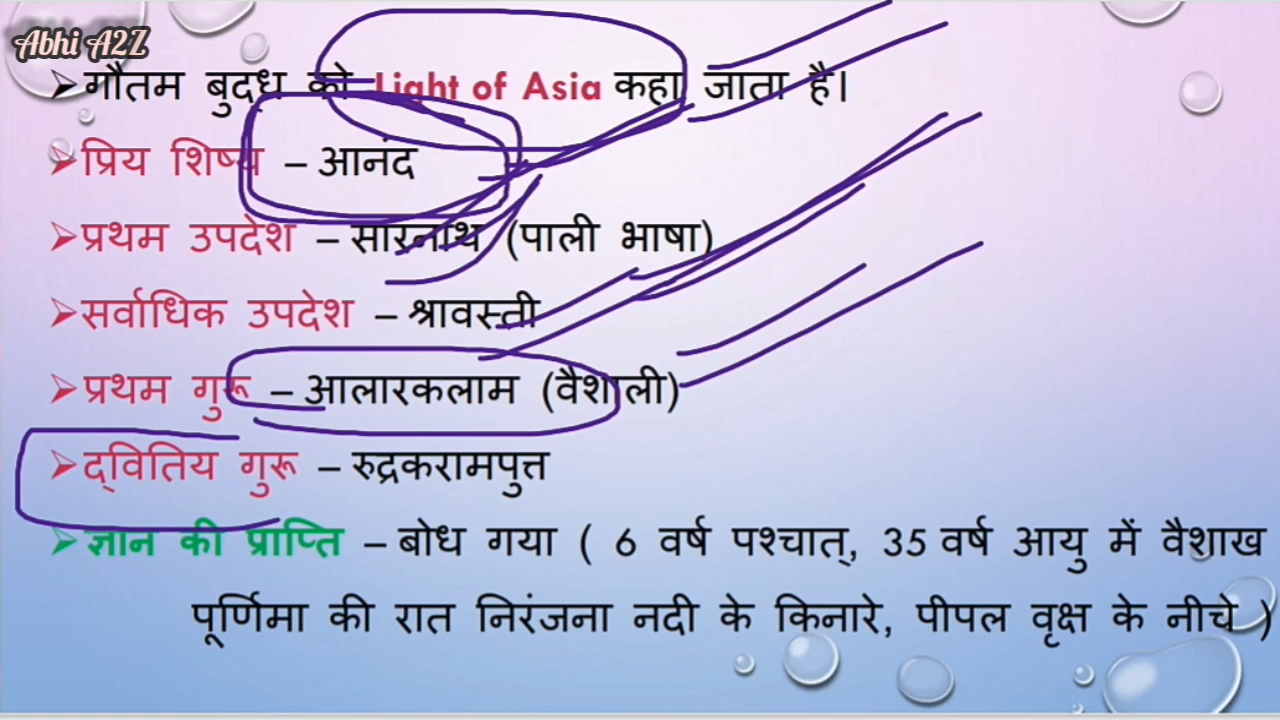 Abhi A2Z
➢गौतम बुद्ध को Light of Asia कहा जाता है।
➢प्रिय शिष्य – आनंद
➢प्रथम उपदेश – सारनाथ (पाली भाषा)
➢सर्वाधिक उपदेश – श्रावस्ती
➢प्रथम गुरू – आलारकलाम (वैशाली)
➢द्वितिय गुरू – रुद्रकरामपुत्त
➢ज्ञान की प्राप्ति – बोध गया ( 6 वर्ष पश्चात्, 35 वर्ष आयु में वैशाख
पूर्णिमा की रात निरंजना नदी के किनारे, पीपल वृक्ष के नीचे )